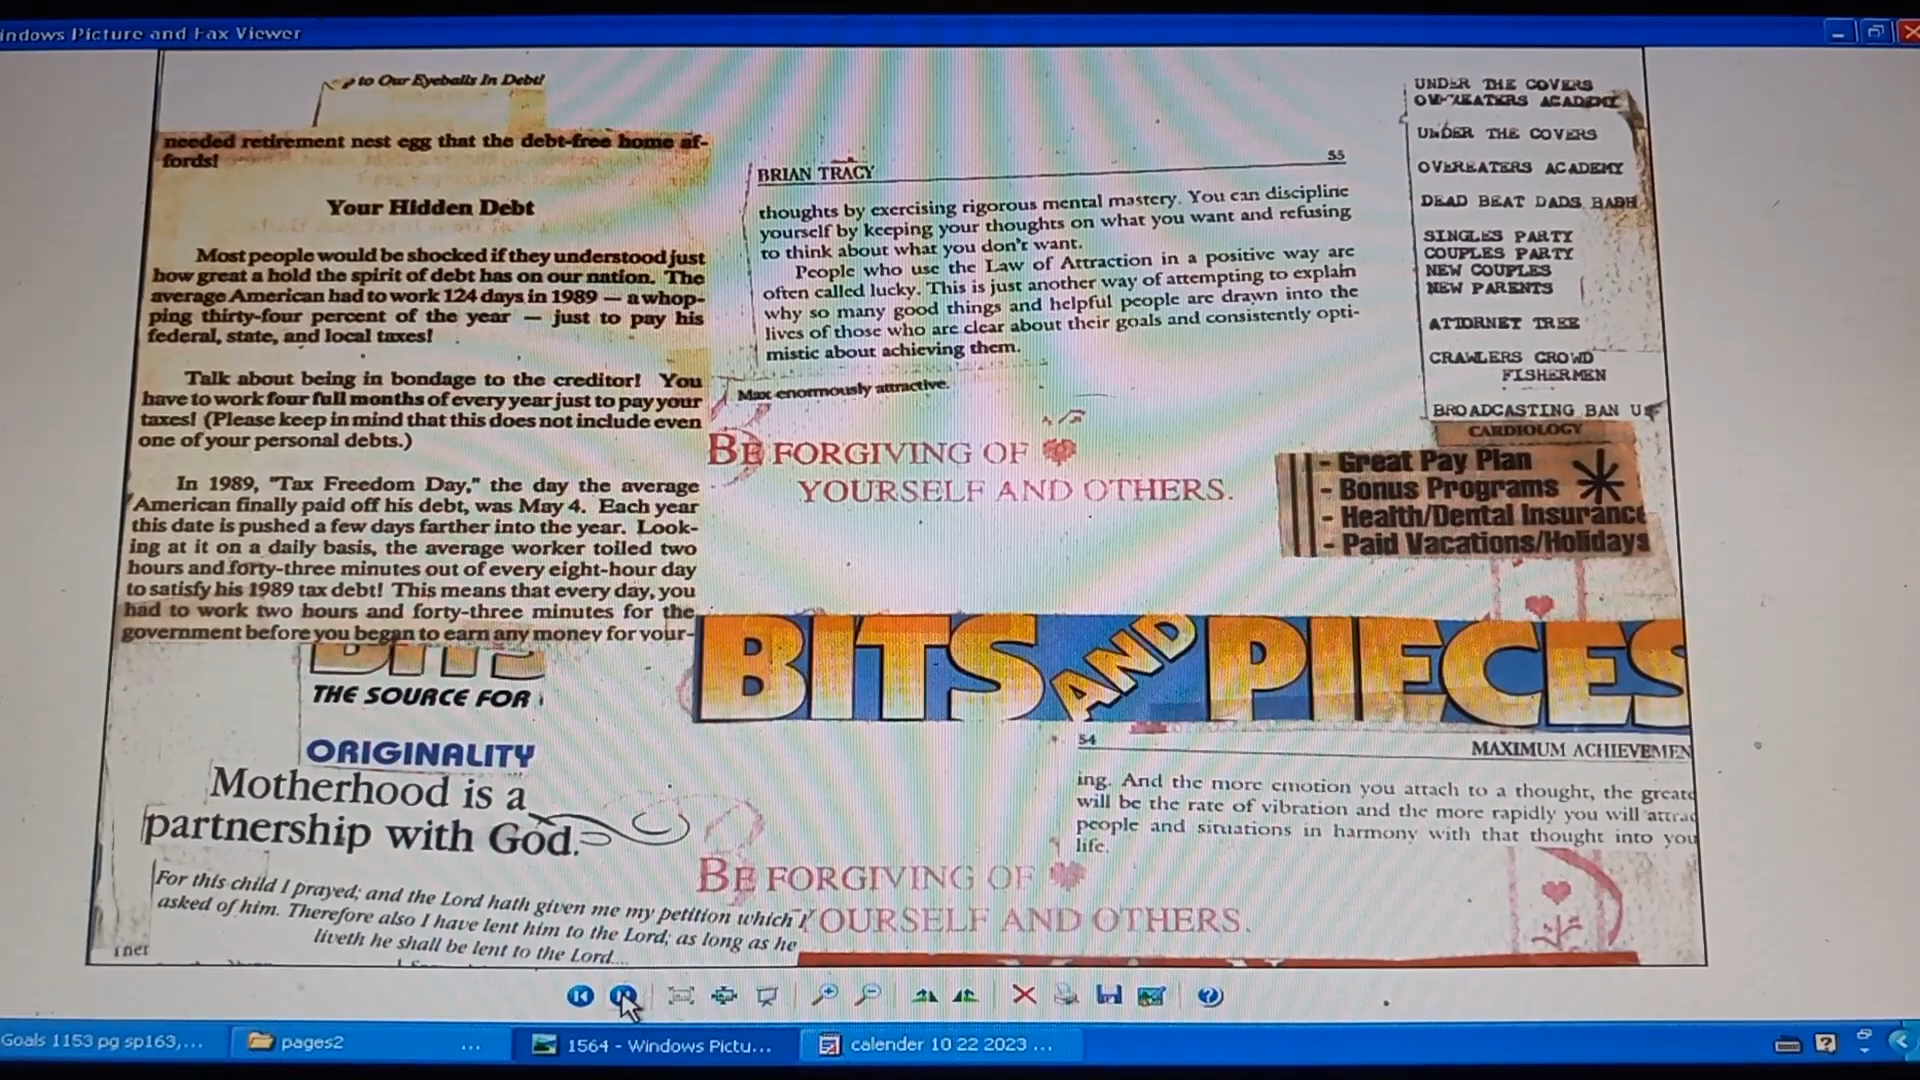 indows Picture and Fax Viewer
to Our Eyeballs In Debt!
needed retirement nest egg that the debt-free home af-
fords!
Your Hidden Debt
Most people would be shocked if they understood just
how great a hold the spirit of debt has on our nation. The
average American had to work 124 days in 1989 — a whop-
ping thirty-four percent of the year — just to pay his
federal, state, and local taxes!
Talk about being in bondage to the creditor! You
have to work four full months of every year just to pay your
taxes! (Please keep in mind that this does not include even
one of your personal debts.)
In 1989, "Tax Freedom Day," the day the average
American finally paid off his debt, was May 4. Each year
this date is pushed a few days farther into the year. Look-
ing at it on a daily basis, the average worker toiled two
hours and forty-three minutes out of every eight-hour day
to satisfy his 1989 tax debt! This means that every day, you
had to work two hours and forty-three minutes for the
government before you began to earn any money for your-
BITS
THE SOURCE FOR
ORIGINALITY
Motherhood is a
partnership with God.
For this child I prayed; and the Lord hath given me my petition which I
asked of him. Therefore also I have lent him to the Lord; as long as he
liveth he shall be lent to the Lord....
BRIAN TRACY 55
thoughts by exercising rigorous mental mastery. You can discipline
yourself by keeping your thoughts on what you want and refusing
to think about what you don't want.
People who use the Law of Attraction in a positive way are
often called lucky. This is just another way of attempting to explain
why so many good things and helpful people are drawn into the
lives of those who are clear about their goals and consistently opti-
mistic about achieving them.
Max enormously attractive.
BE FORGIVING OF
YOURSELF AND OTHERS.
UNDER THE COVERS
ACADEMY
UNDER THE COVERS
OVEREATERS ACADEMY
DEAD BEAT DADS
SINGLES PARTY
COUPLES PARTY
NEW COUPLES
NEW PARENTS
ATTORNEY TREE
CRAWLERS CROWD
FISHERMEN
BROADCASTING BAN
CARDIOLOGY
- Great Pay Plan
- Bonus Programs
- Health/Dental Insurance
- Paid Vacations/Holidays
BITS AND PIECES
54 MAXIMUM ACHIEVEMEN
ing. And the more emotion you attach to a thought, the greate
will be the rate of vibration and the more rapidly you will attrac
people and situations in harmony with that thought into you
life.
BE FORGIVING OF
YOURSELF AND OTHERS.
Goals 1153 pg sp163,...
pages2 ...
1564 - Windows Pictu...
calender 10 22 2023 ...